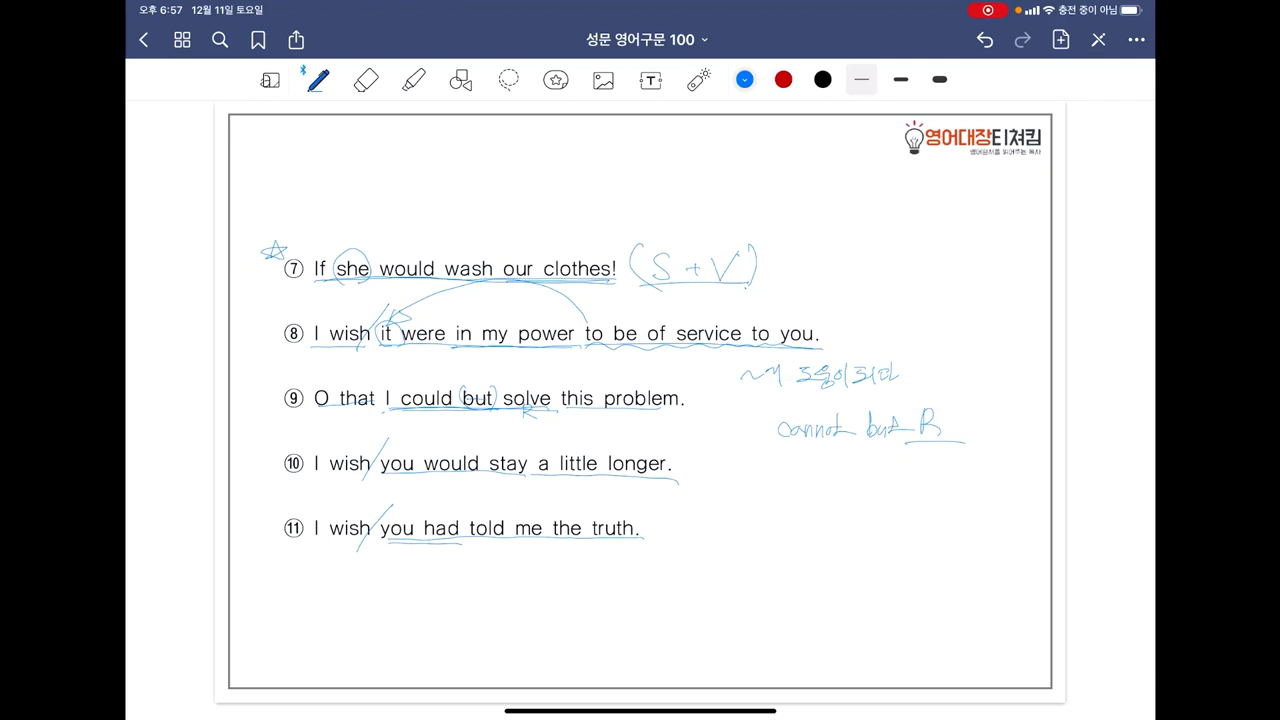 오후 6:57 12월 11일 토요일
충전 중이 아님
성문 영어구문 100
영어대장티쳐킴
⑦ If she would wash our clothes! (S + V)
⑧ I wish it were in my power to be of service to you.
~에 도움이 되다
⑨ O that I could but solve this problem.
cannot but R
⑩ I wish you would stay a little longer.
⑪ I wish you had told me the truth.